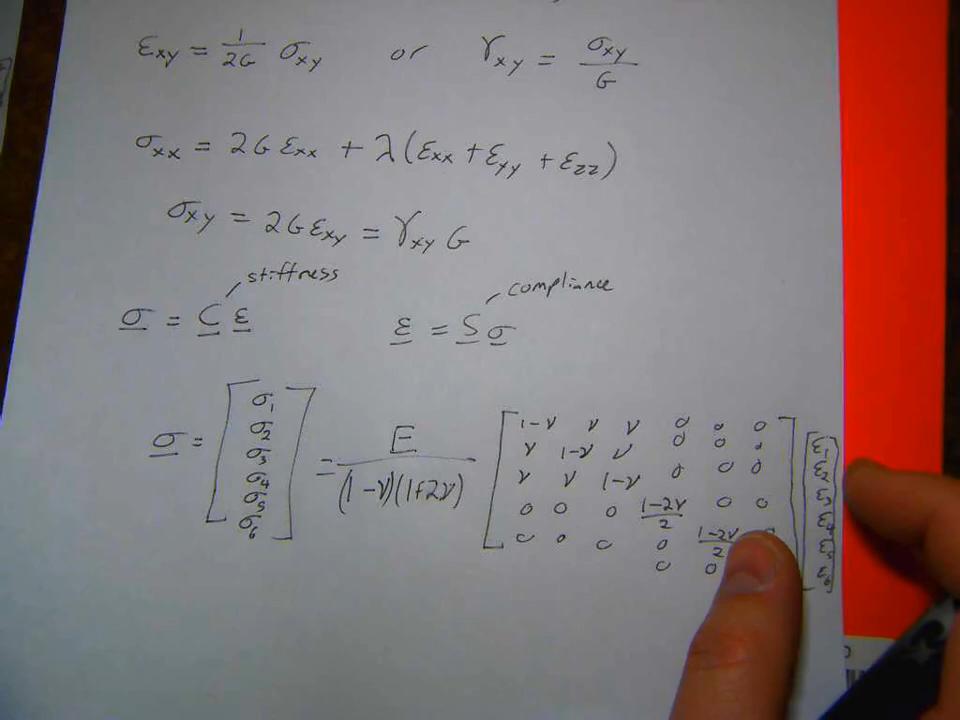 εxy = 1/2G σxy or γxy = σxy/G
σxx = 2G εxx + λ(εxx + εyy + εzz)
σxy = 2G εxy = γxy G
stiffness
compliance
σ = C ε ε = S σ
σ = [σ1 σ2 σ3 σ4 σ5 σ6] = E/(1-ν)(1+2ν)
1-ν ν ν 0 0 0 ε1
ν 1-ν ν 0 0 0 ε2
ν ν 1-ν 0 0 0 ε3
0 0 0 1-2ν/2 0 0 ε4
0 0 0 0 1-2ν/2 0 ε5
0 0 ε6